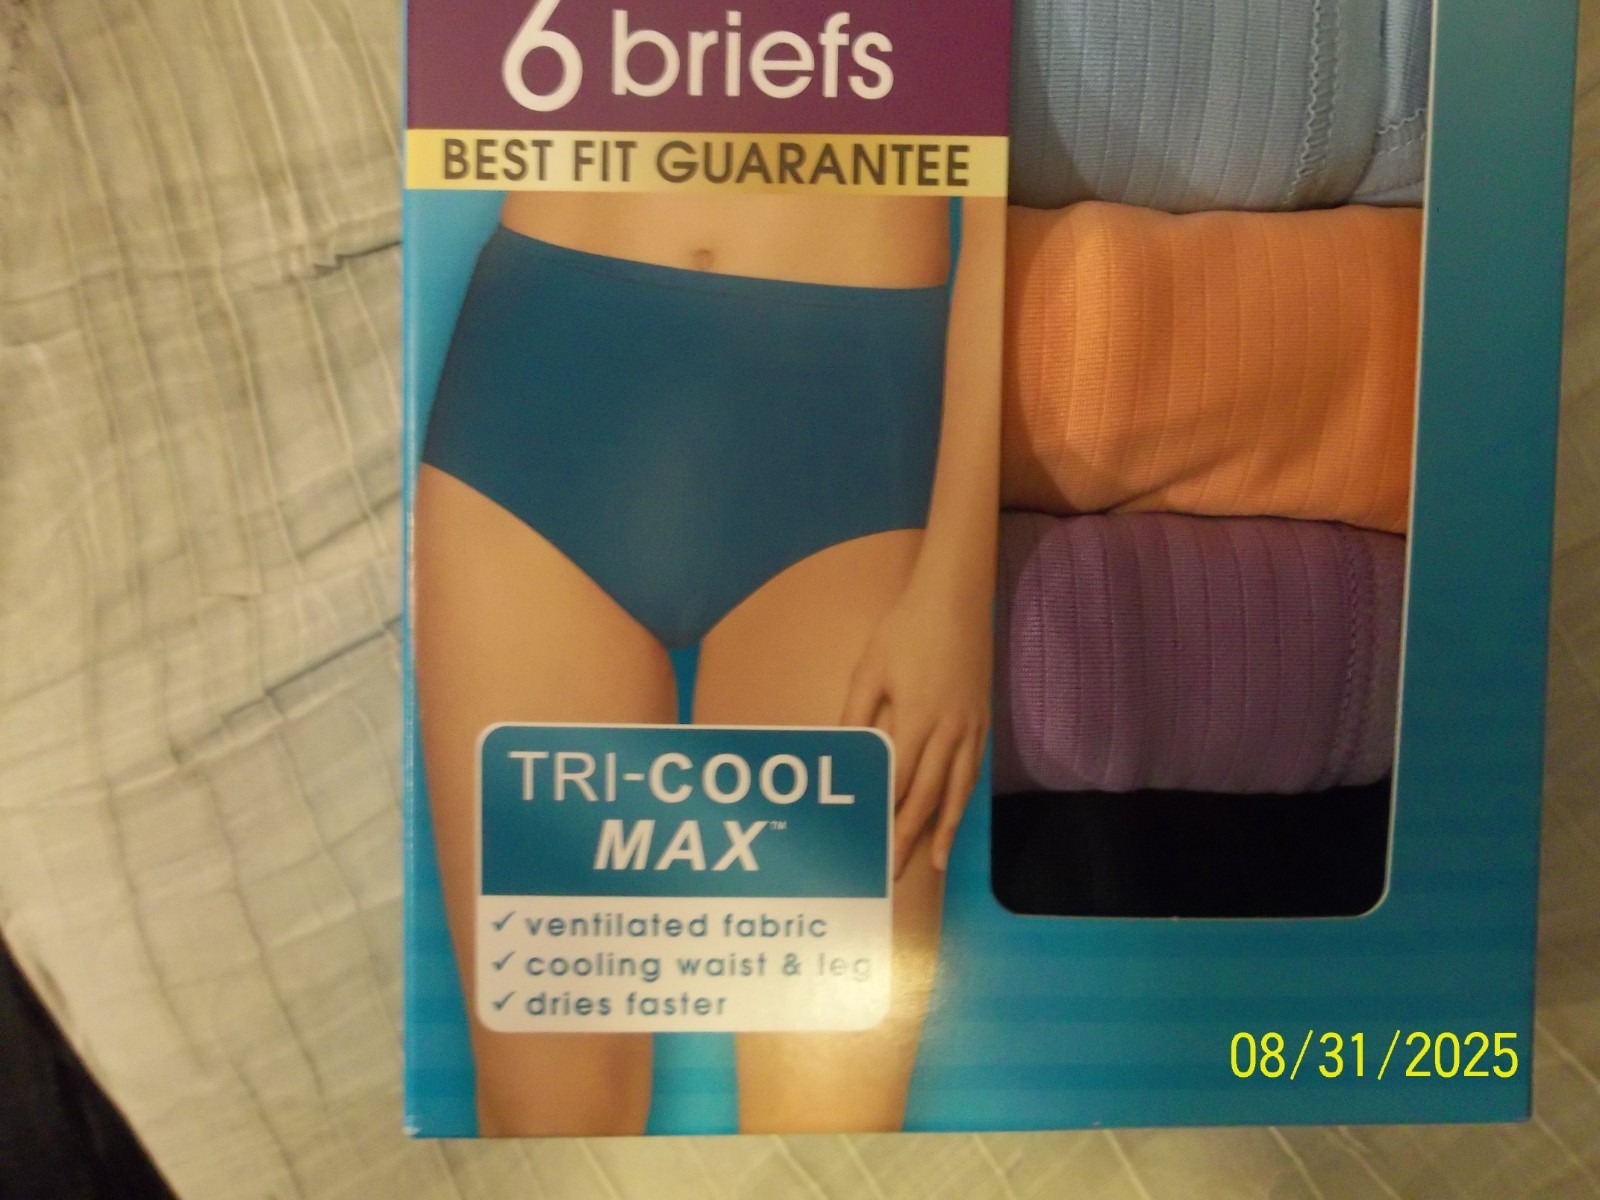 6 briefs
BEST FIT GUARANTEE
TRI-COOL
MAX™
✓ ventilated fabric
✓ cooling waist & leg
✓ dries faster
08/31/2025